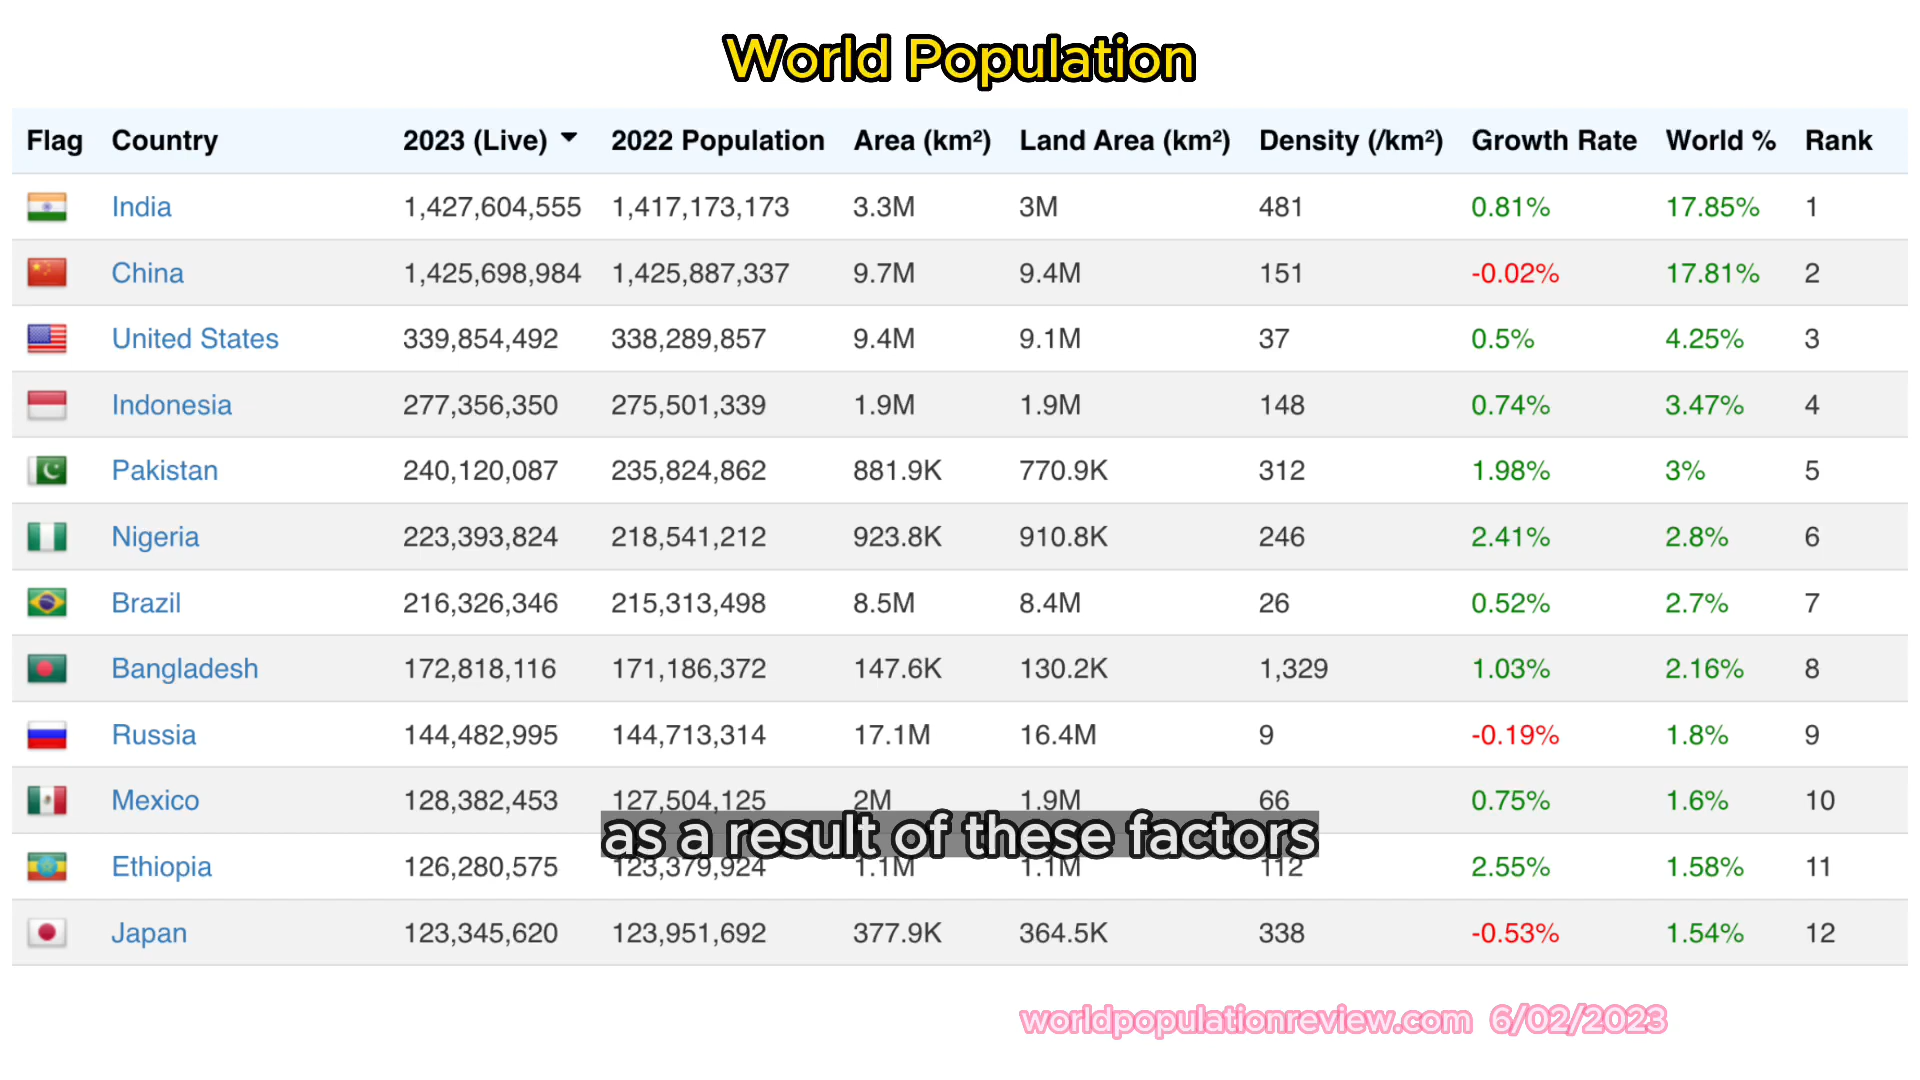 World Population
Flag Country 2023 (Live) 2022 Population Area (km²) Land Area (km²) Density (/km²) Growth Rate World % Rank
India 1,427,604,555 1,417,173,173 3.3M 3M 481 0.81% 17.85% 1
China 1,425,698,984 1,425,887,337 9.7M 9.4M 151 -0.02% 17.81% 2
United States 339,854,492 338,289,857 9.4M 9.1M 37 0.5% 4.25% 3
Indonesia 277,356,350 275,501,339 1.9M 1.9M 148 0.74% 3.47% 4
Pakistan 240,120,087 235,824,862 881.9K 770.9K 312 1.98% 3% 5
Nigeria 223,393,824 218,541,212 923.8K 910.8K 246 2.41% 2.8% 6
Brazil 216,326,346 215,313,498 8.5M 8.4M 26 0.52% 2.7% 7
Bangladesh 172,818,116 171,186,372 147.6K 130.2K 1,329 1.03% 2.16% 8
Russia 144,482,995 144,713,314 17.1M 16.4M 9 -0.19% 1.8% 9
Mexico 128,382,453 127,504,125 2M 1.9M 66 0.75% 1.6% 10
as a result of these factors
Ethiopia 126,280,575 123,379,924 1.1M 1.1M 112 2.55% 1.58% 11
Japan 123,345,620 123,951,692 377.9K 364.5K 338 -0.53% 1.54% 12
worldpopulationreview.com 6/02/2023